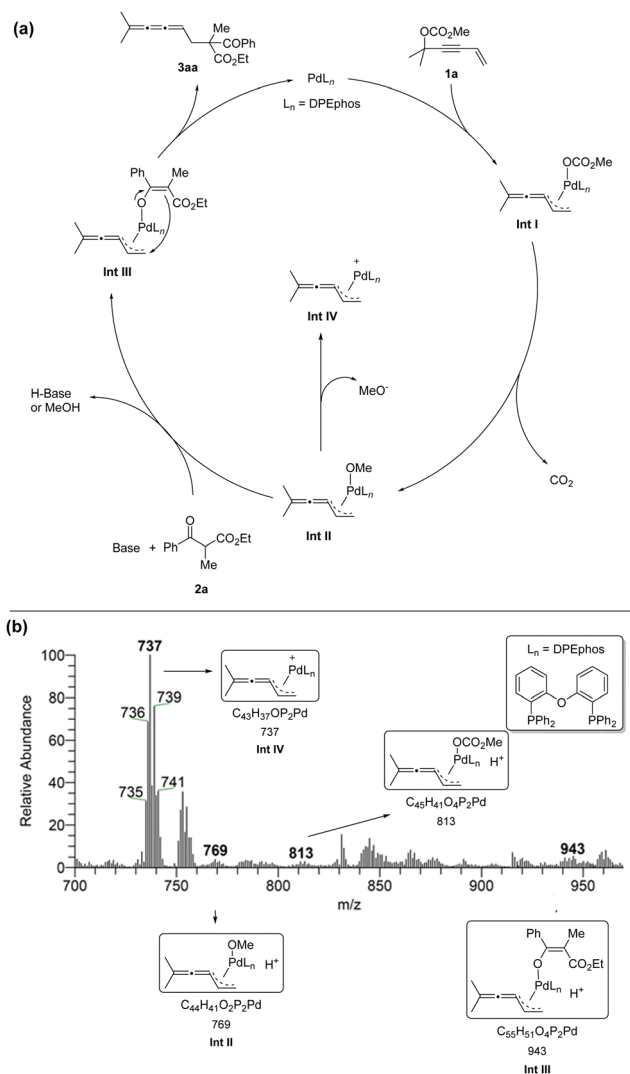 (a)
Me
COPh
CO2Et
3aa
PdLn
Ln = DPEphos
OCO2Me
1a
OCO2Me
PdLn
Int I
Ph
Me
O
CO2Et
PdLn
Int III
+
PdLn
Int IV
MeO-
H-Base
or MeOH
CO2
OMe
PdLn
Int II
Base +
O
Ph
CO2Et
Me
2a
(b)
Relative Abundance
100
80
60
40
20
0
737
736
739
735
741
769
813
943
700
750
800
850
900
950
m/z
+
PdLn
C43H37OP2Pd
737
Int IV
Ln = DPEphos
O
PPh2
PPh2
OCO2Me
PdLn H+
C45H41O4P2Pd
813
OMe
PdLn H+
C44H41O2P2Pd
769
Int II
Ph
Me
O
CO2Et
PdLn
H+
C55H51O4P2Pd
943
Int III